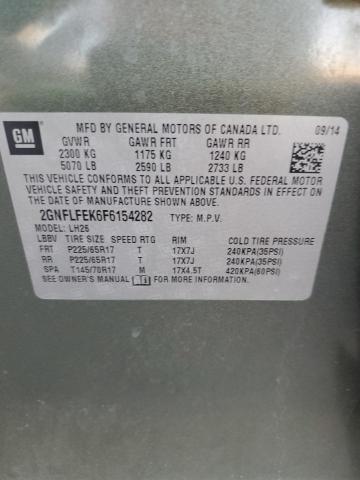 GM
MFD BY GENERAL MOTORS OF CANADA LTD. 09/14
GVWR GAWR FRT GAWR RR
2300 KG 1175 KG 1240 KG
5070 LB 2590 LB 2733 LB
THIS VEHICLE CONFORMS TO ALL APPLICABLE U.S. FEDERAL MOTOR
VEHICLE SAFETY, BUMPER, AND THEFT PREVENTION STANDARDS
IN EFFECT ON THE DATE OF MANUFACTURE SHOWN ABOVE.
2GNFLFEK6F6154282 TYPE: M.P.V.
MODEL: LH26
LBBV TIRE SIZE SPEED RTG RIM COLD TIRE PRESSURE
FRT P225/65R17 T 17X7J 240KPA(35PSI)
RR P225/65R17 T 17X7J 240KPA(35PSI)
SPA T145/70R17 M 17X4.5T 420KPA(60PSI)
SEE OWNER'S MANUAL FOR MORE INFORMATION.